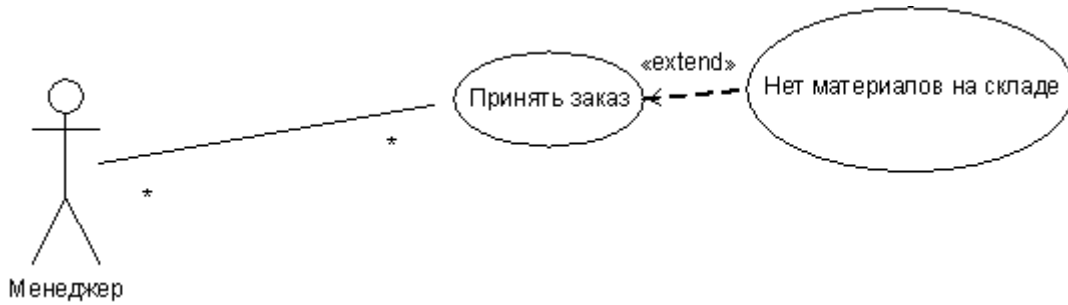 «extend»
Принять заказ
Нет материалов на складе
*
*
Менеджер